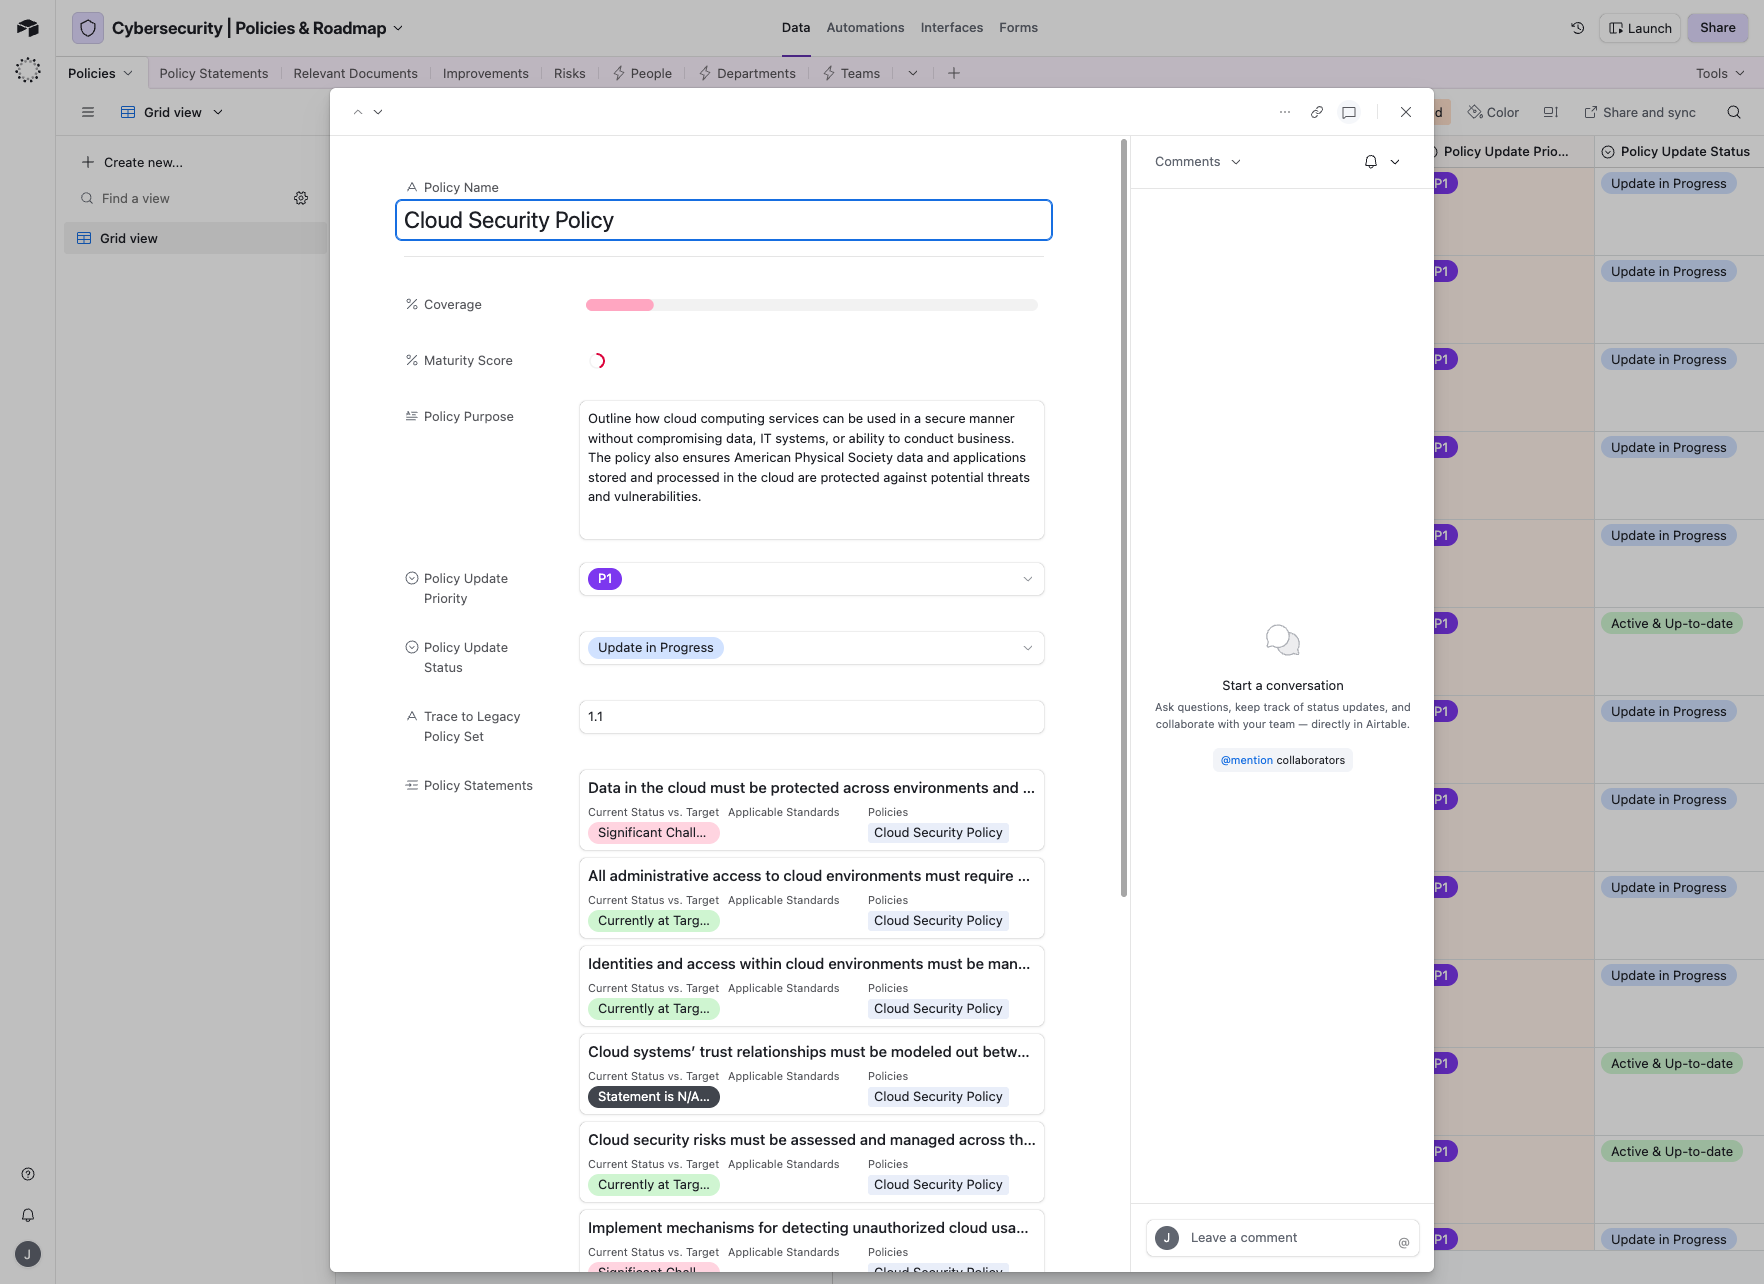 Cybersecurity | Policies & Roadmap
Data
Automations
Interfaces
Forms
Launch
Share
Policies
Policy Statements
Relevant Documents
Improvements
Risks
People
Departments
Teams
Tools
Grid view
d
Color
Share and sync
Create new...
Find a view
Grid view
Policy Name
Cloud Security Policy
Coverage
Maturity Score
Policy Purpose
Outline how cloud computing services can be used in a secure manner
without compromising data, IT systems, or ability to conduct business.
The policy also ensures American Physical Society data and applications
stored and processed in the cloud are protected against potential threats
and vulnerabilities.
Policy Update
Priority
P1
Policy Update
Status
Update in Progress
Trace to Legacy
Policy Set
1.1
Policy Statements
Data in the cloud must be protected across environments and ...
Current Status vs. Target Applicable Standards Policies
Significant Chall... Cloud Security Policy
All administrative access to cloud environments must require ...
Current Status vs. Target Applicable Standards Policies
Currently at Targ... Cloud Security Policy
Identities and access within cloud environments must be man...
Current Status vs. Target Applicable Standards Policies
Currently at Targ... Cloud Security Policy
Cloud systems’ trust relationships must be modeled out betw...
Current Status vs. Target Applicable Standards Policies
Statement is N/A... Cloud Security Policy
Cloud security risks must be assessed and managed across th...
Current Status vs. Target Applicable Standards Policies
Currently at Targ... Cloud Security Policy
Implement mechanisms for detecting unauthorized cloud usa...
Current Status vs. Target Applicable Standards Policies
Significant Chall... Cloud Security Policy
Comments
Start a conversation
Ask questions, keep track of status updates, and
collaborate with your team — directly in Airtable.
@mention collaborators
J
Leave a comment
@
Policy Update Prio...
Policy Update Status
P1 Update in Progress
P1 Update in Progress
P1 Update in Progress
P1 Update in Progress
P1 Update in Progress
P1 Active & Up-to-date
P1 Update in Progress
P1 Update in Progress
P1 Update in Progress
P1 Update in Progress
P1 Active & Up-to-date
P1 Active & Up-to-date
P1 Update in Progress
J